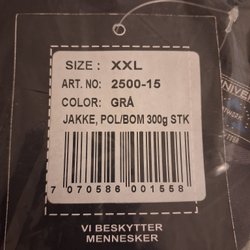 SIZE : XXL
ART. NO: 2500-15
COLOR: GRÅ
JAKKE, POL/BOM 300g STK
7 070586 001558
VI BESKYTTER
MENNESKER